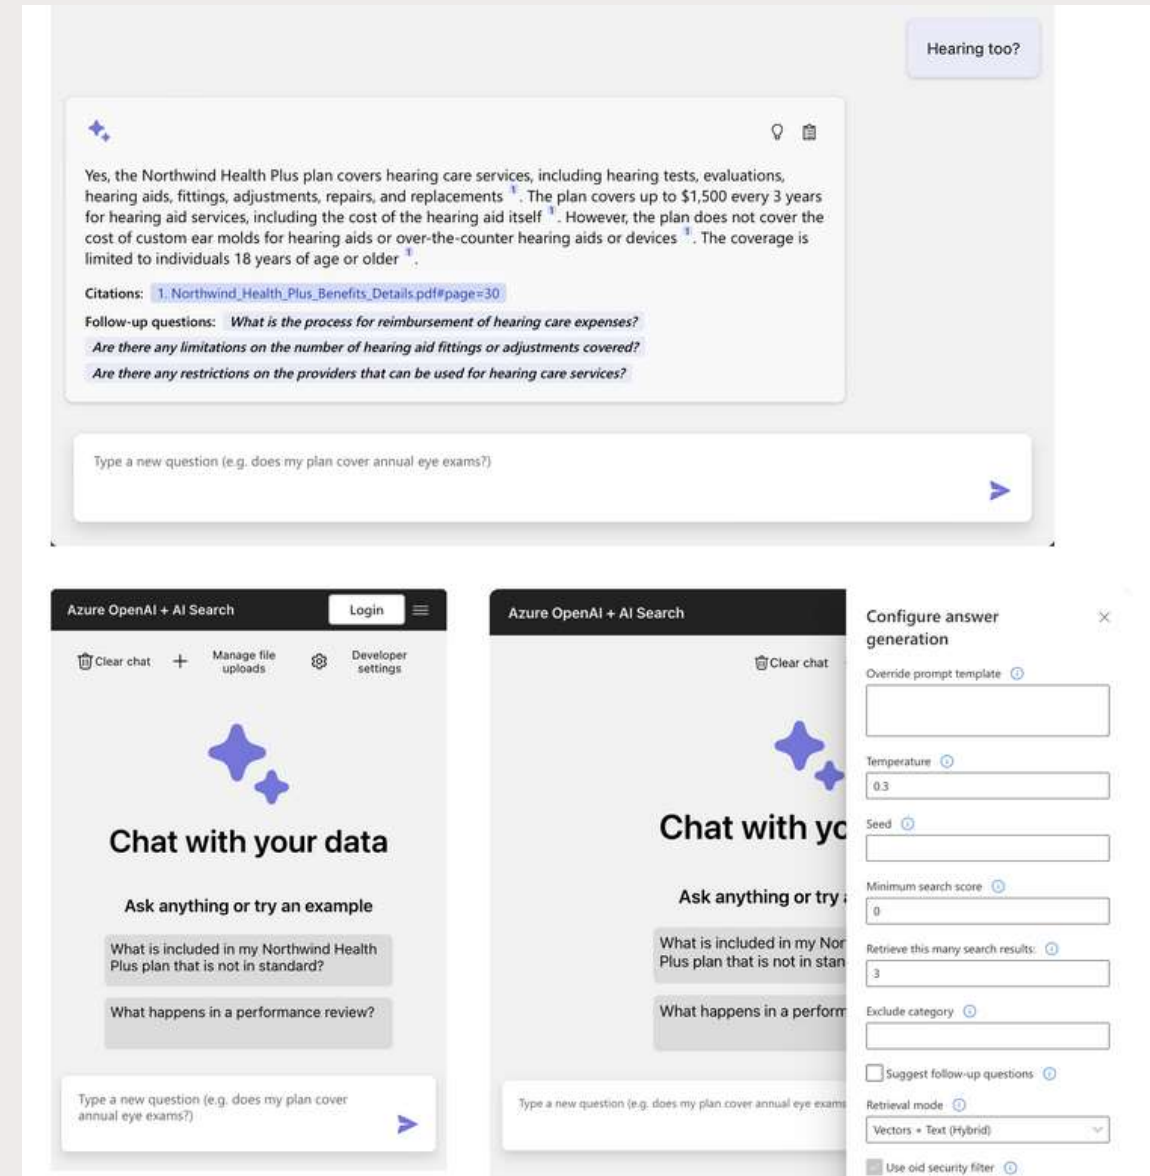 Hearing too?
Yes, the Northwind Health Plus plan covers hearing care services, including hearing tests, evaluations,
hearing aids, fittings, adjustments, repairs, and replacements 1. The plan covers up to $1,500 every 3 years
for hearing aid services, including the cost of the hearing aid itself 1. However, the plan does not cover the
cost of custom ear molds for hearing aids or over-the-counter hearing aids or devices 1. The coverage is
limited to individuals 18 years of age or older 1.
Citations: 1. Northwind_Health_Plus_Benefits_Details.pdf#page=30
Follow-up questions: What is the process for reimbursement of hearing care expenses?
Are there any limitations on the number of hearing aid fittings or adjustments covered?
Are there any restrictions on the providers that can be used for hearing care services?
Type a new question (e.g. does my plan cover annual eye exams?)
Azure OpenAI + AI Search
Login
Clear chat
Manage file
uploads
Developer
settings
Chat with your data
Ask anything or try an example
What is included in my Northwind Health
Plus plan that is not in standard?
What happens in a performance review?
Type a new question (e.g. does my plan cover
annual eye exams?)
Azure OpenAI + AI Search
Clear chat
Chat with yo
Ask anything or try
What is included in my Nor
Plus plan that is not in stan
What happens in a perform
Type a new question (e.g. does my plan cover annual eye exams
Configure answer
generation
Override prompt template
Temperature
0.3
Seed
Minimum search score
0
Retrieve this many search results:
3
Exclude category
Suggest follow-up questions
Retrieval mode
Vectors + Text (Hybrid)
Use oid security filter